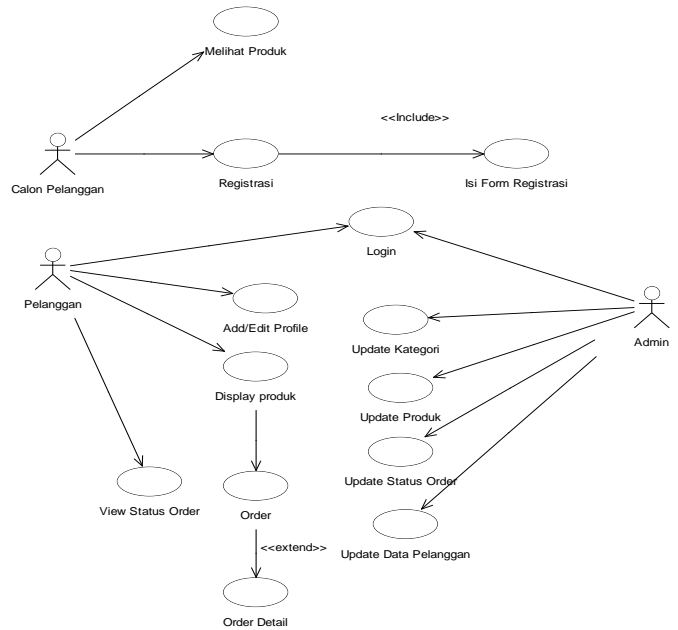 Melihat Produk
<<Include>>
Calon Pelanggan
Registrasi
Isi Form Registrasi
Login
Pelanggan
Add/Edit Profile
Admin
Update Kategori
Display produk
Update Produk
Update Status Order
View Status Order
Order
Update Data Pelanggan
<<extend>>
Order Detail